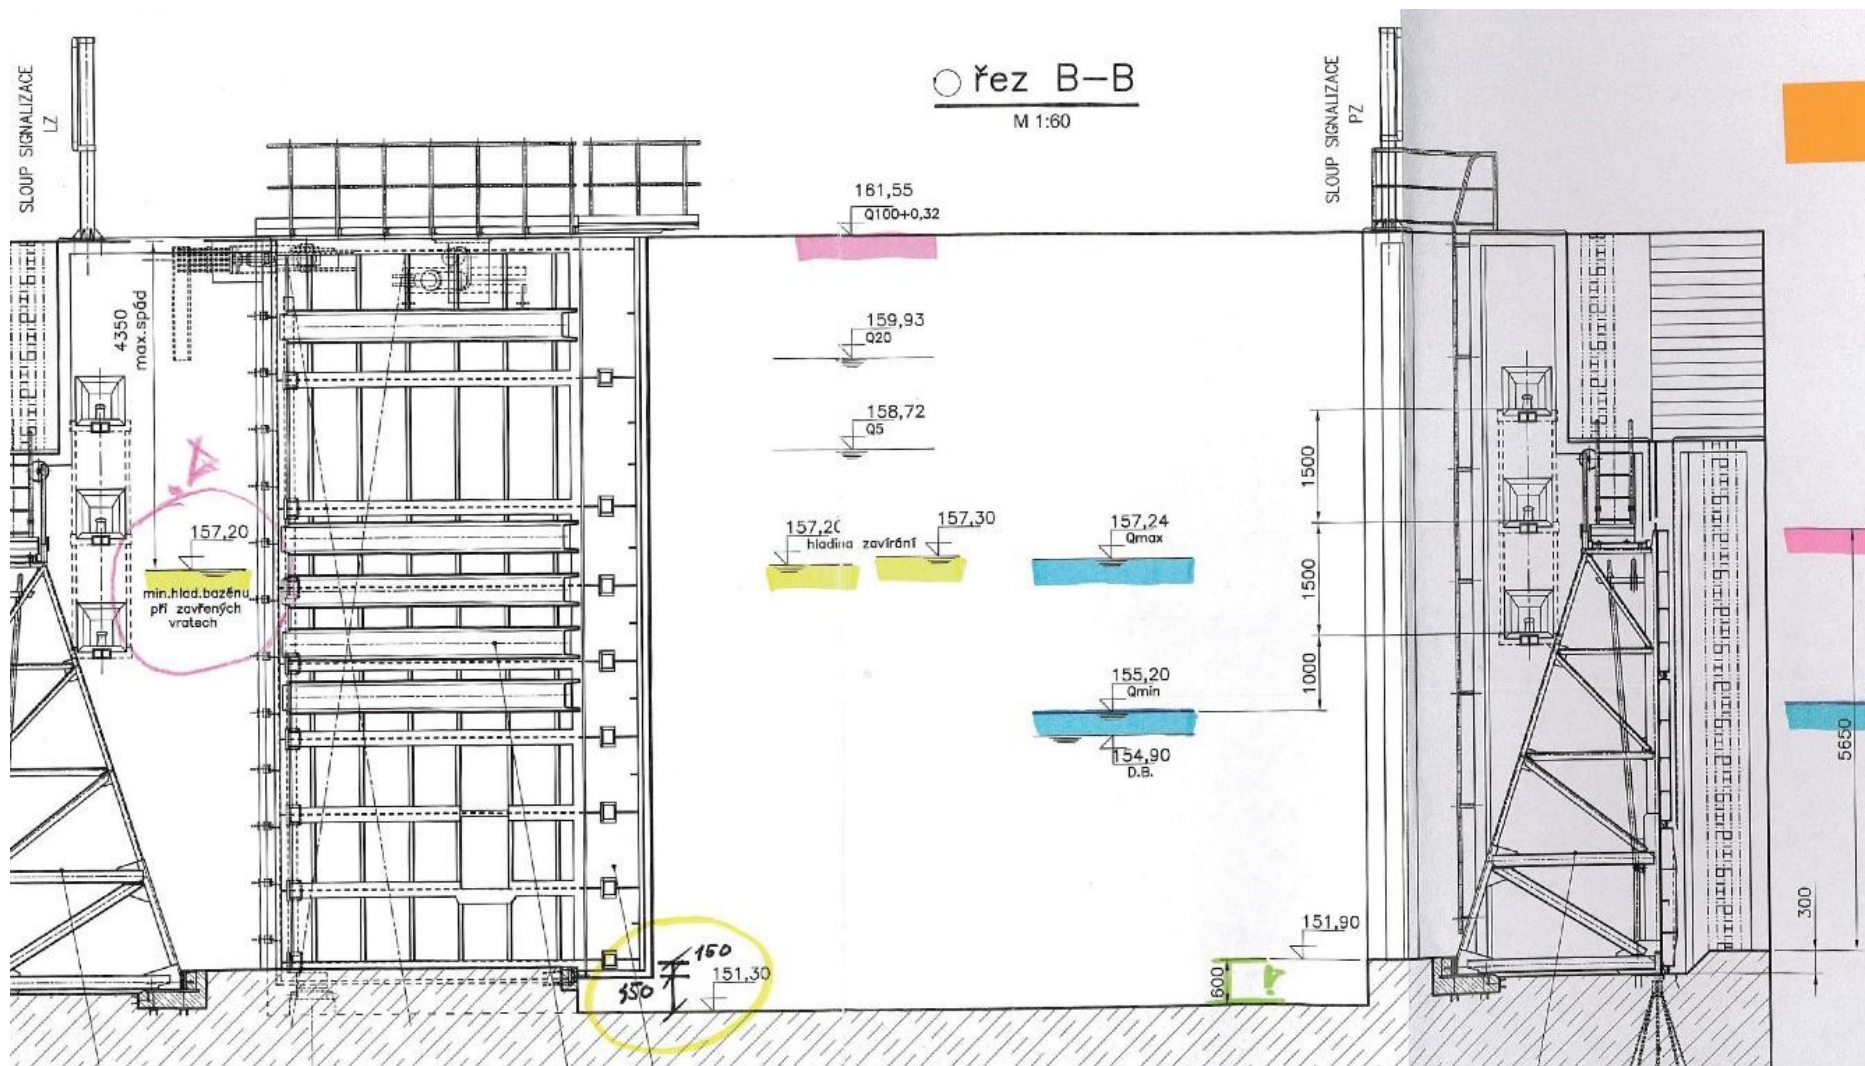 SLOUP SIGNALIZACE
LZ
řez B-B
M 1:60
SLOUP SIGNALIZACE
PZ
161,55
Q100+0,32
4350
max.spád
159,93
Q20
158,72
Q5
1500
157,20
min.hlad.bazénu
při zavřených
vratech
157,20
hladina zavírání
157,30
157,24
Qmax
1500
155,20
Qmin
1000
154,90
D.B.
5650
151,90
300
150
151,30
450
600